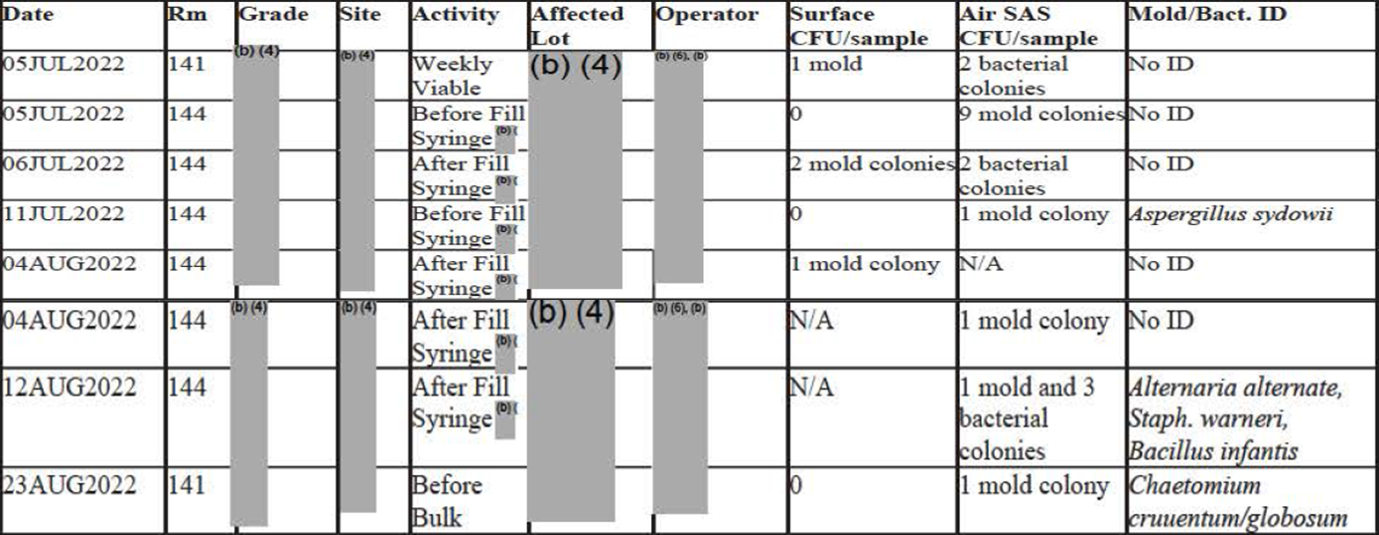 Date Rm Grade Site Activity Affected Lot Operator Surface CFU/sample Air SAS CFU/sample Mold/Bact. ID
05JUL2022 141 (b) (4) (b) (4) Weekly Viable (b) (4) (b) (6), (b) 1 mold 2 bacterial colonies No ID
05JUL2022 144 Before Fill Syringe (b) ( 0 9 mold colonies No ID
06JUL2022 144 After Fill Syringe (b) ( 2 mold colonies 2 bacterial colonies No ID
11JUL2022 144 Before Fill Syringe (b) ( 0 1 mold colony Aspergillus sydowii
04AUG2022 144 After Fill Syringe (b) ( 1 mold colony N/A No ID
04AUG2022 144 (b) (4) (b) (4) After Fill Syringe (b) ( (b) (4) (b) (6), (b) N/A 1 mold colony No ID
12AUG2022 144 After Fill Syringe (b) ( N/A 1 mold and 3 bacterial colonies Alternaria alternate, Staph. warneri, Bacillus infantis
23AUG2022 141 Before Bulk 0 1 mold colony Chaetomium cruuentum/globosum